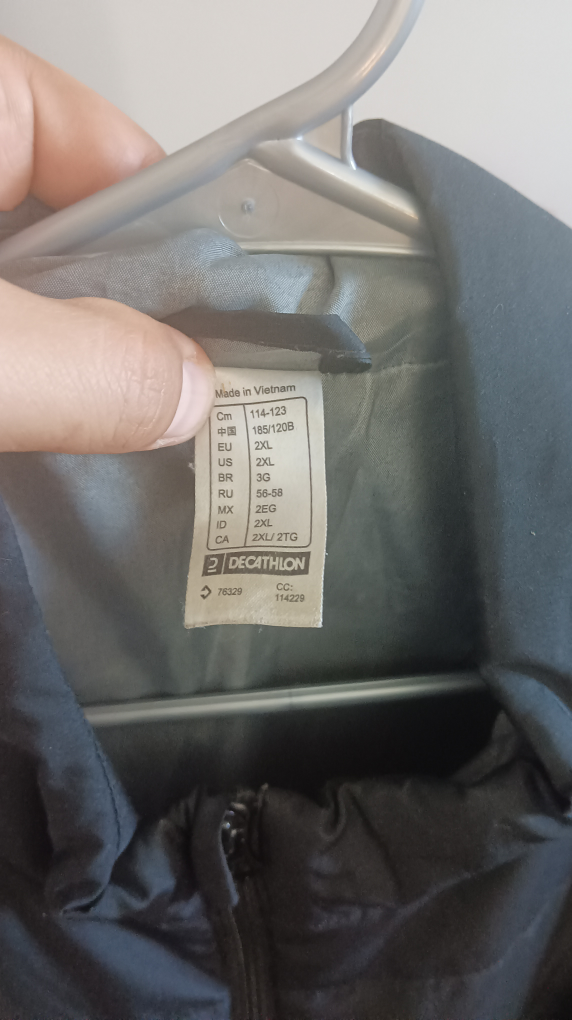 Made in Vietnam
Cm 114-123
中国 185/120B
EU 2XL
US 2XL
BR 3G
RU 56-58
MX 2EG
ID 2XL
CA 2XL/ 2TG
DECATHLON
76329 CC:
114229